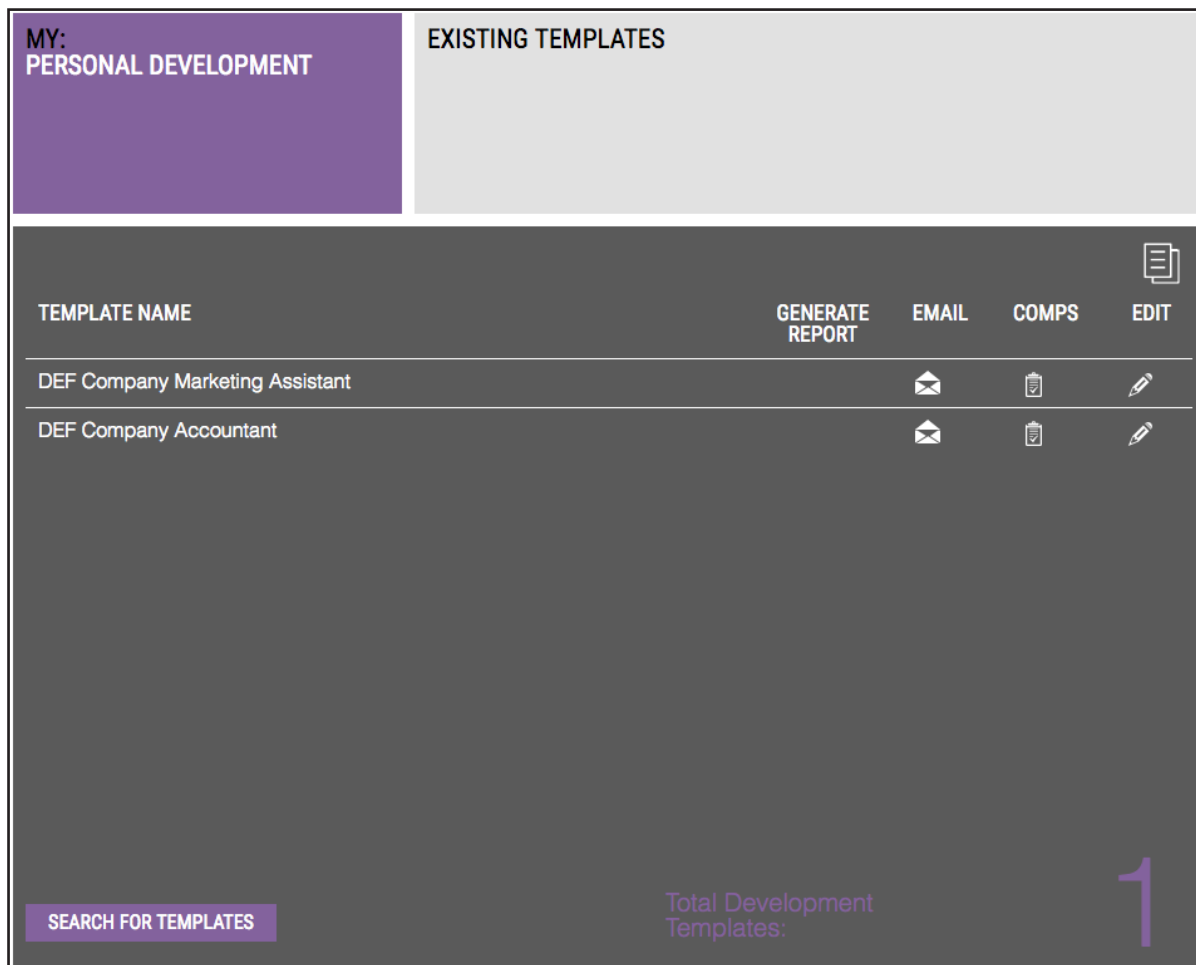 MY:
PERSONAL DEVELOPMENT
EXISTING TEMPLATES
TEMPLATE NAME
GENERATE
REPORT
EMAIL
COMPS
EDIT
DEF Company Marketing Assistant
DEF Company Accountant
SEARCH FOR TEMPLATES
Total Development
Templates:
1